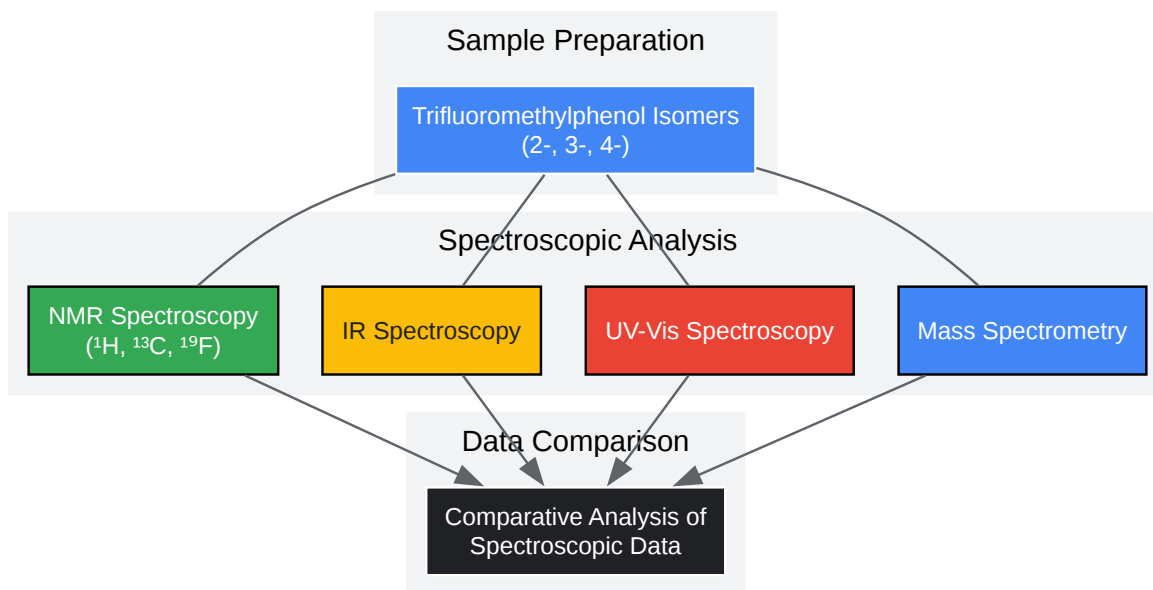 Sample Preparation
Trifluoromethylphenol Isomers
(2-, 3-, 4-)
Spectroscopic Analysis
NMR Spectroscopy
(¹H, ¹³C, ¹⁹F)
IR Spectroscopy
UV-Vis Spectroscopy
Mass Spectrometry
Data Comparison
Comparative Analysis of
Spectroscopic Data